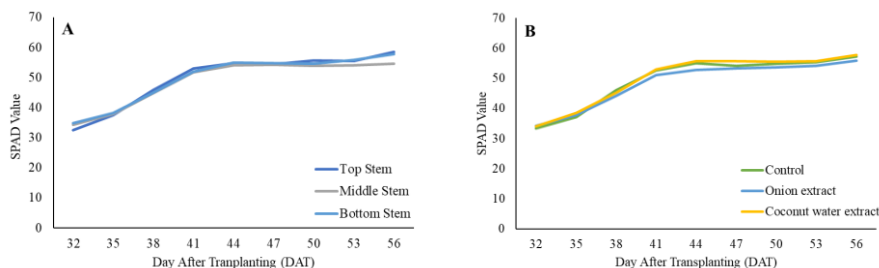 A
70
60
50
40
30
20
10
0
SPAD Value
Top Stem
Middle Stem
Bottom Stem
32 35 38 41 44 47 50 53 56
Day After Tranplanting (DAT)
B
70
60
50
40
30
20
10
0
SPAD Value
Control
Onion extract
Coconut water extract
32 35 38 41 44 47 50 53 56
Day After Transplanting (DAT)